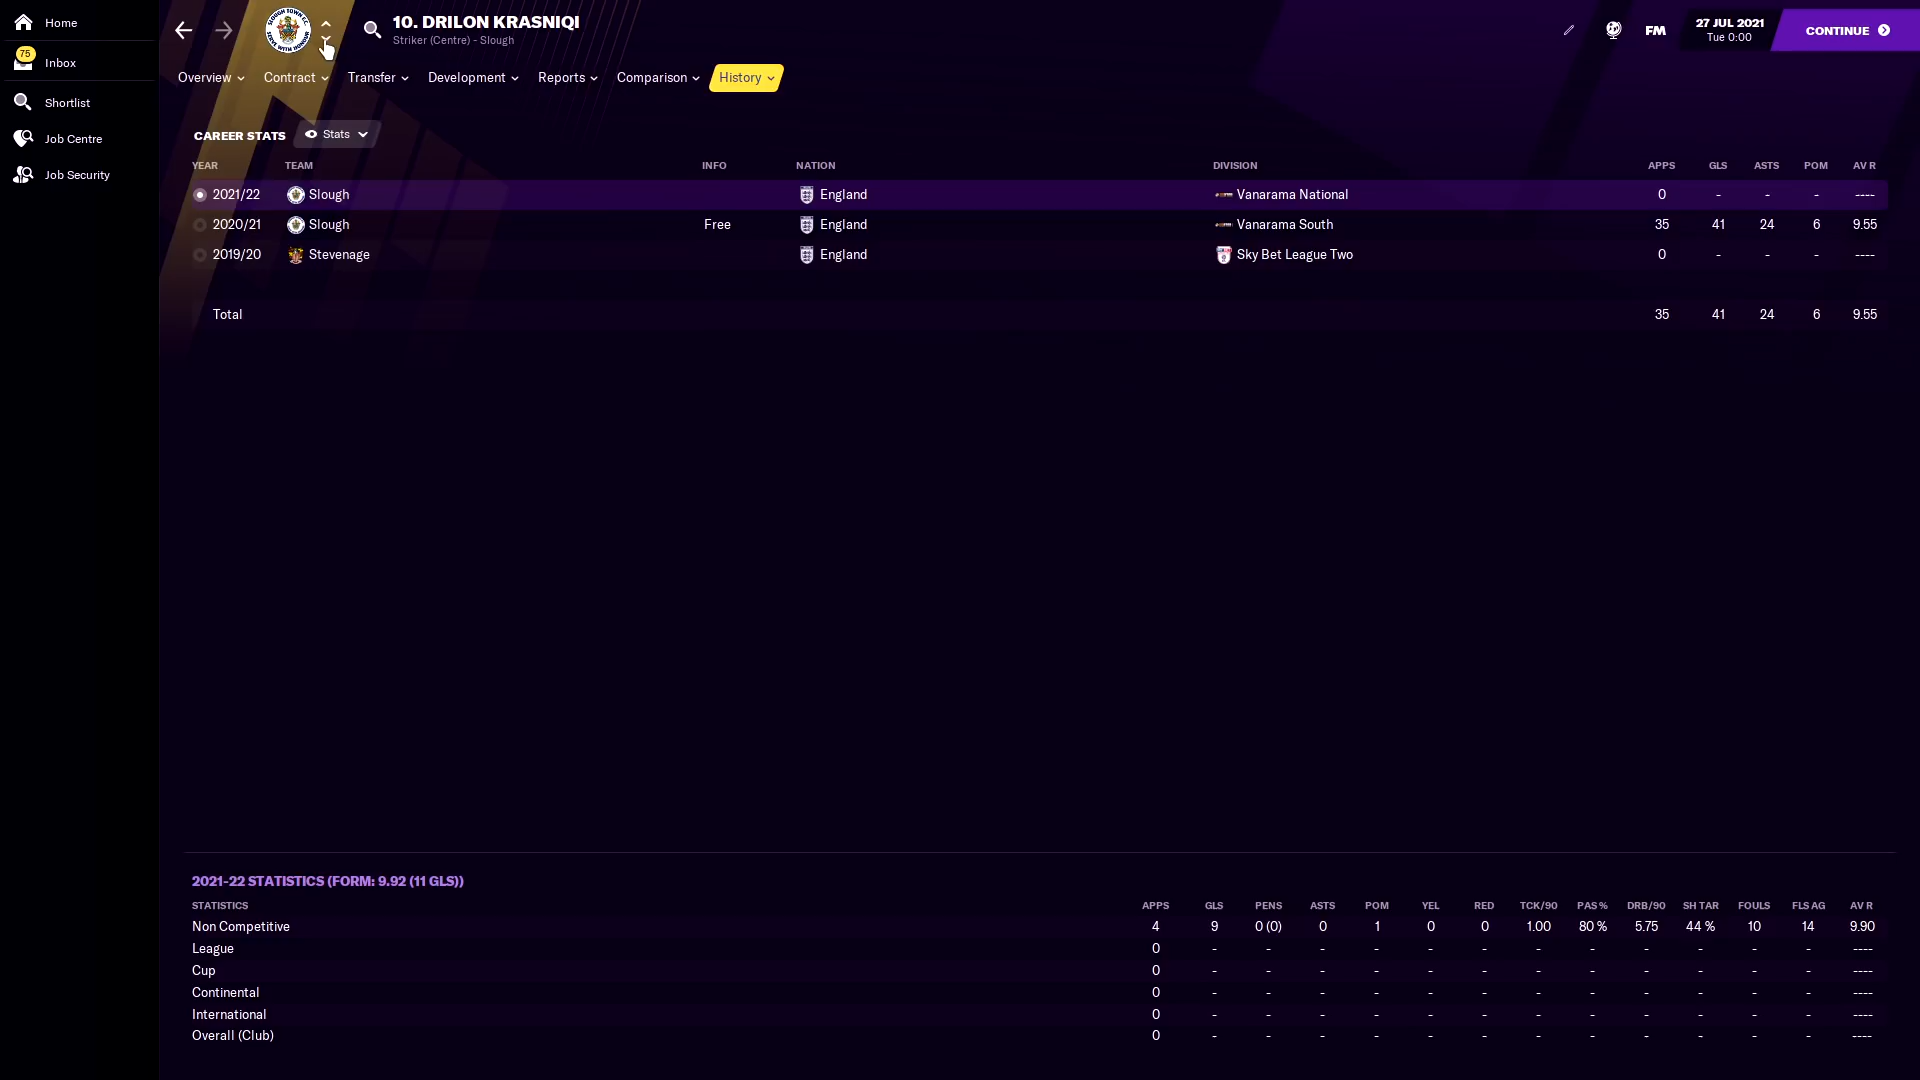 Home
75
Inbox
Shortlist
Job Centre
Job Security
SLOUGH TOWN F.C.
SERVE WITH HONOUR
10. DRILON KRASNIQI
Striker (Centre) - Slough
FM
27 JUL 2021
Tue 0:00
CONTINUE
Overview Contract Transfer Development Reports Comparison History
CAREER STATS Stats
YEAR TEAM INFO NATION DIVISION APPS GLS ASTS POM AV R
2021/22 Slough England Vanarama National 0 - - - ----
2020/21 Slough Free England Vanarama South 35 41 24 6 9.55
2019/20 Stevenage England Sky Bet League Two 0 - - - ----
Total 35 41 24 6 9.55
2021-22 STATISTICS (FORM: 9.92 (11 GLS))
STATISTICS APPS GLS PENS ASTS POM YEL RED TCK/90 PAS % DRB/90 SH TAR FOULS FLS AG AV R
Non Competitive 4 9 0 (0) 0 1 0 0 1.00 80 % 5.75 44 % 10 14 9.90
League 0 - - - - - - - - - - - - ----
Cup 0 - - - - - - - - - - - - ----
Continental 0 - - - - - - - - - - - - ----
International 0 - - - - - - - - - - - - ----
Overall (Club) 0 - - - - - - - - - - - - ----